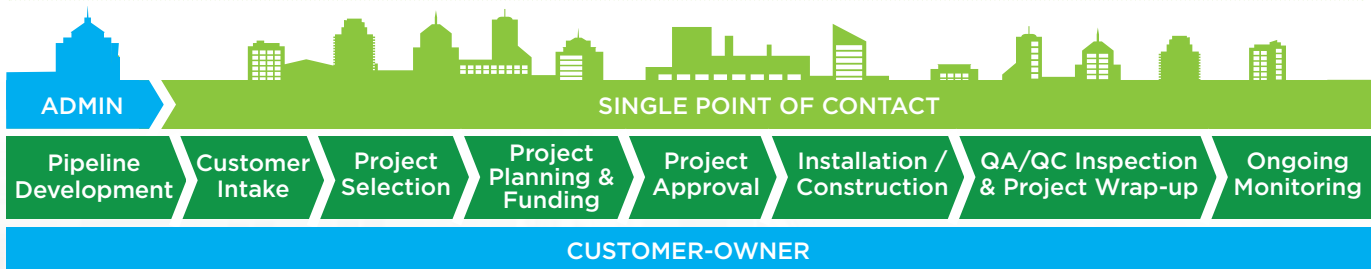 ADMIN
SINGLE POINT OF CONTACT
Pipeline
Development
Customer
Intake
Project
Selection
Project
Planning &
Funding
Project
Approval
Installation /
Construction
QA/QC Inspection
& Project Wrap-up
Ongoing
Monitoring
CUSTOMER-OWNER